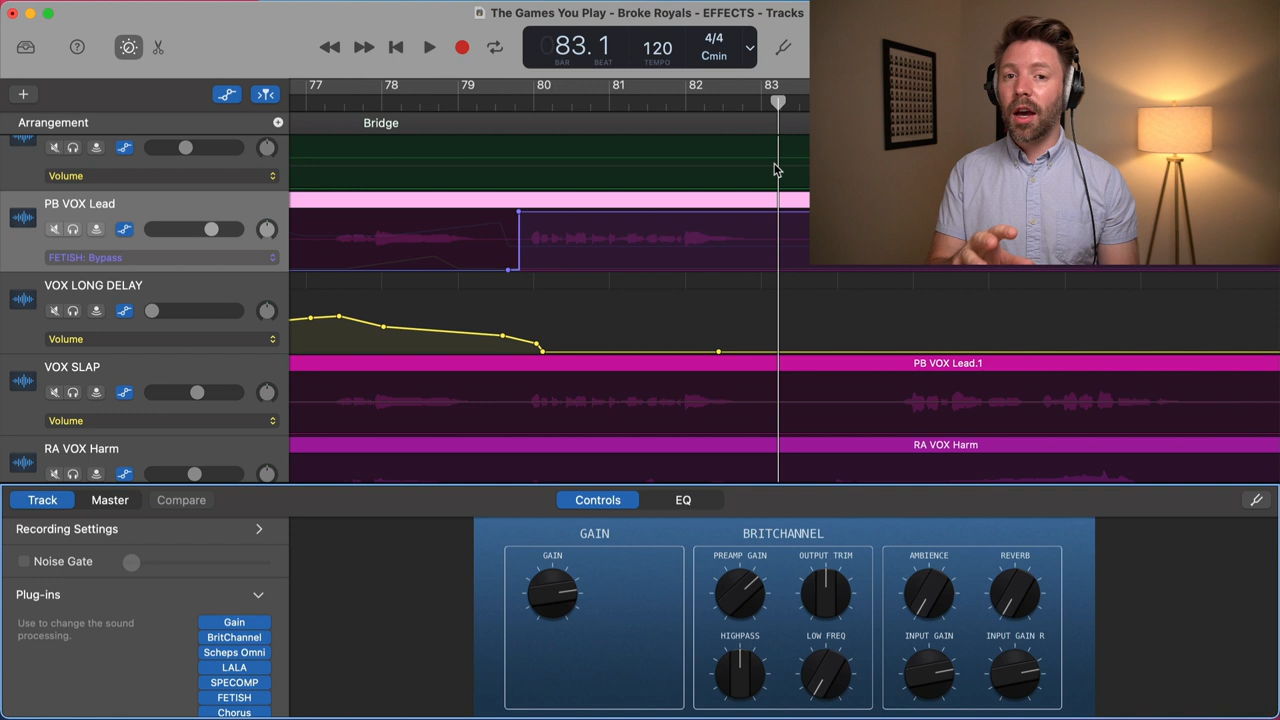 The Games You Play - Broke Royals - EFFECTS - Tracks
083. 1
BAR
BEAT
120
TEMPO
4/4
Cmin
77 78 79 80 81 82 83
Arrangement
Bridge
Volume
PB VOX Lead
FETISH: Bypass
VOX LONG DELAY
Volume
VOX SLAP
Volume
PB VOX Lead.1
RA VOX Harm
RA VOX Harm
Track Master Compare
Controls EQ
Recording Settings
Noise Gate
Plug-ins
Use to change the sound
processing.
Gain
BritChannel
Scheps Omni
LALA
SPECOMP
FETISH
Chorus
GAIN
GAIN
BRITCHANNEL
PREAMP GAIN OUTPUT TRIM
HIGHPASS LOW FREQ
AMBIENCE REVERB
INPUT GAIN INPUT GAIN R